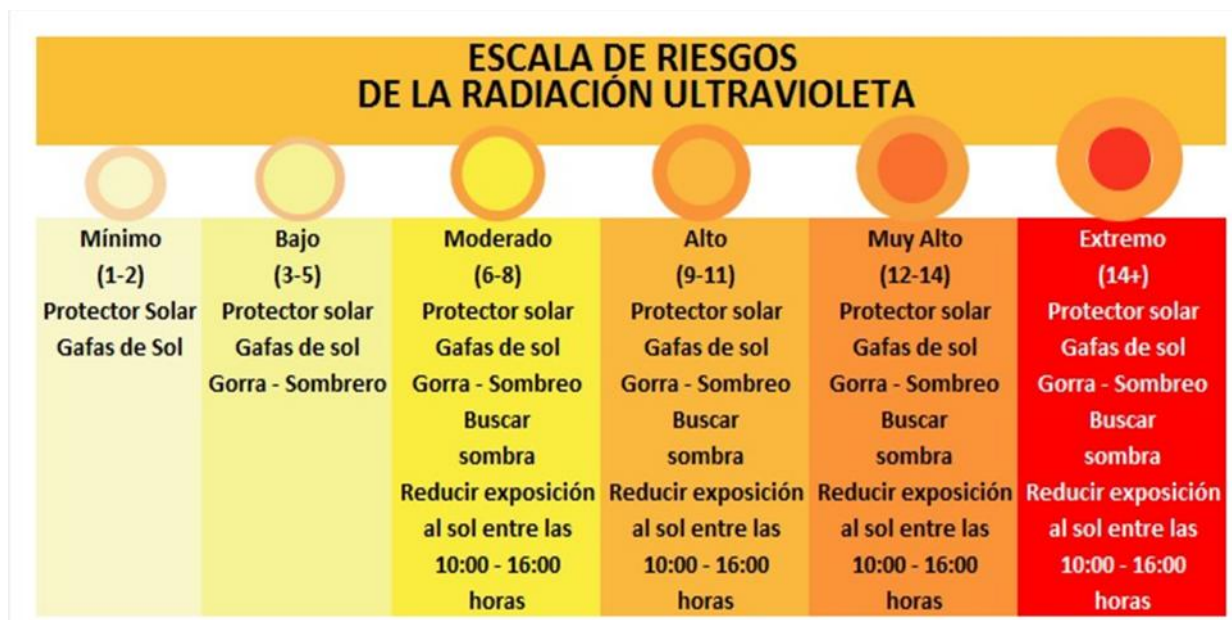 ESCALA DE RIESGOS
DE LA RADIACIÓN ULTRAVIOLETA
Mínimo
(1-2)
Protector Solar
Gafas de Sol
Bajo
(3-5)
Protector solar
Gafas de sol
Gorra - Sombrero
Moderado
(6-8)
Protector solar
Gafas de sol
Gorra - Sombreo
Buscar
sombra
Reducir exposición
al sol entre las
10:00 - 16:00
horas
Alto
(9-11)
Protector solar
Gafas de sol
Gorra - Sombreo
Buscar
sombra
Reducir exposición
al sol entre las
10:00 - 16:00
horas
Muy Alto
(12-14)
Protector solar
Gafas de sol
Gorra - Sombreo
Buscar
sombra
Reducir exposición
al sol entre las
10:00 - 16:00
horas
Extremo
(14+)
Protector solar
Gafas de sol
Gorra - Sombreo
Buscar
sombra
Reducir exposición
al sol entre las
10:00 - 16:00
horas